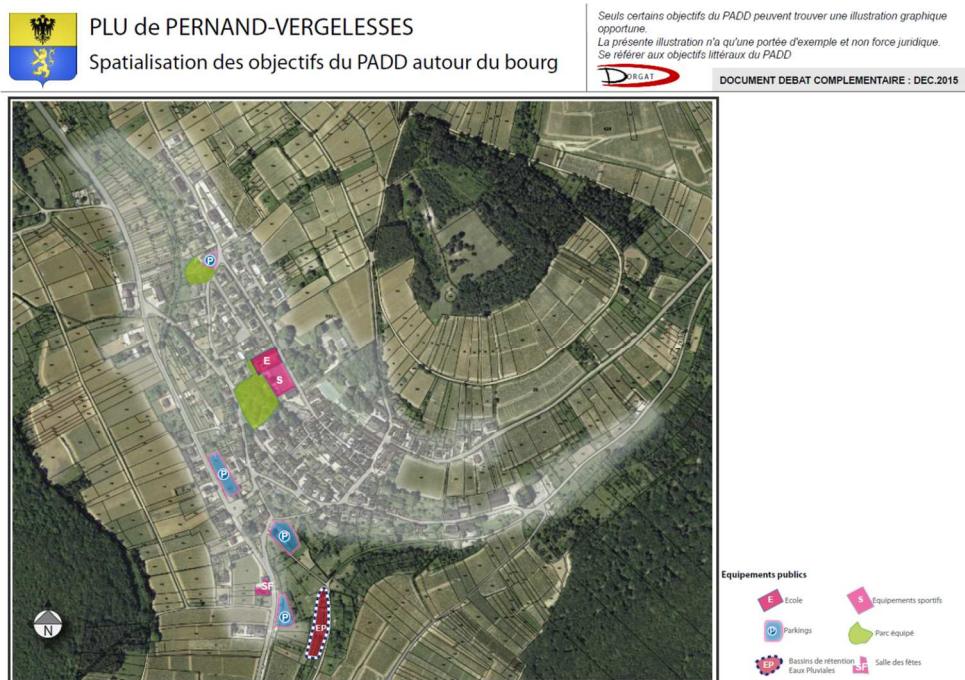 PLU de PERNAND-VERGELESSES
Spatialisation des objectifs du PADD autour du bourg
Seuls certains objectifs du PADD peuvent trouver une illustration graphique
opportune.
La présente illustration n'a qu'une portée d'exemple et non force juridique.
Se référer aux objectifs littéraux du PADD
DORGAT
DOCUMENT DEBAT COMPLEMENTAIRE : DEC.2015
P
E
S
P
P
SF
P
EP
N
Equipements publics
E Ecole
S Equipements sportifs
P Parkings
Parc équipé
EP Bassins de rétention
Eaux Pluviales
SF Salle des fêtes